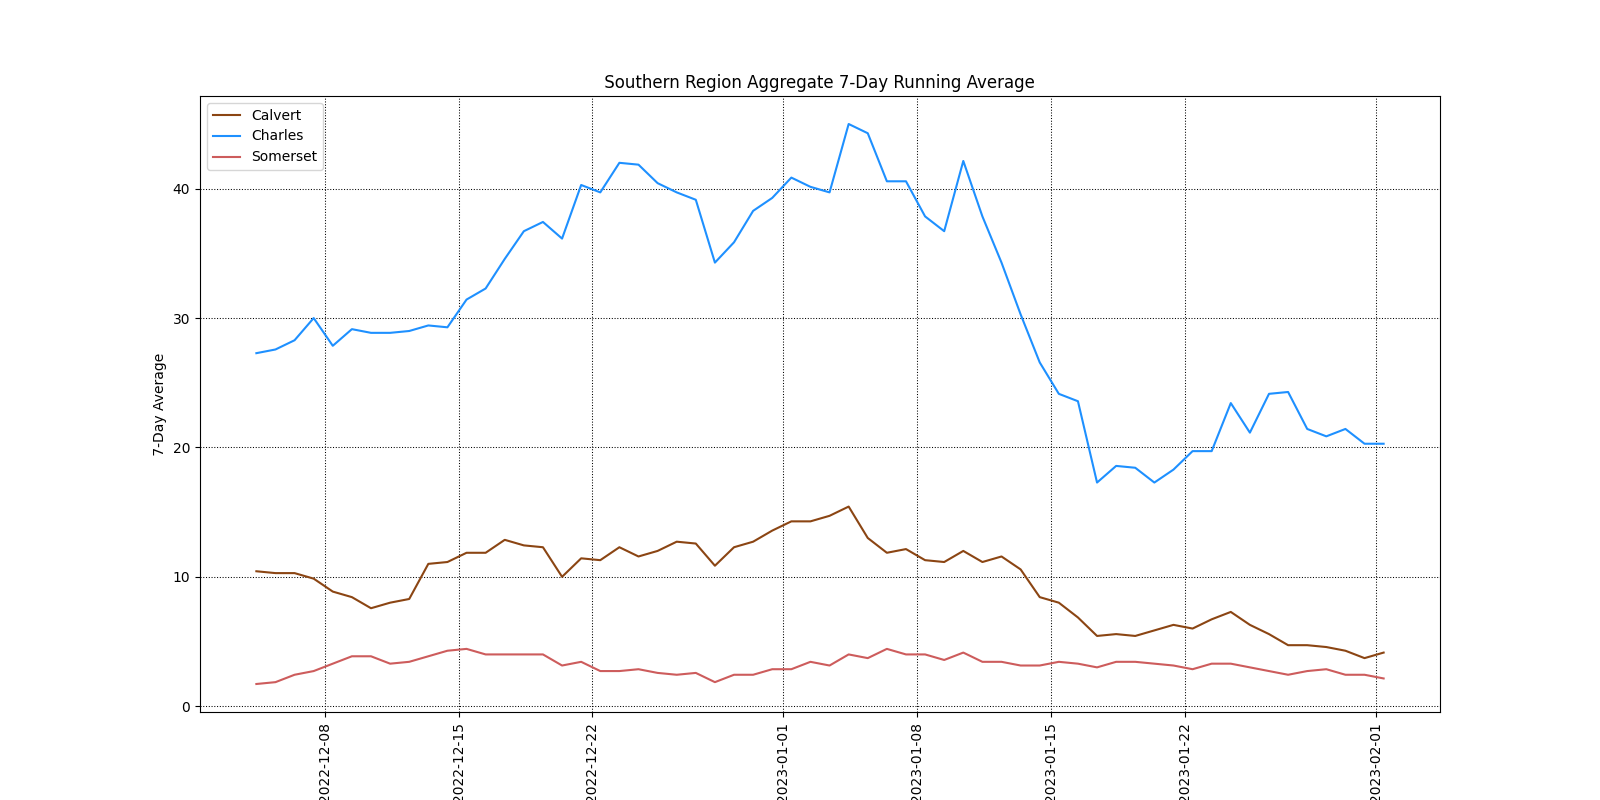 Southern Region Aggregate 7-Day Running Average
Calvert
Charles
Somerset
7-Day Average
40
30
20
10
0
2022-12-08
2022-12-15
2022-12-22
2023-01-01
2023-01-08
2023-01-15
2023-01-22
2023-02-01